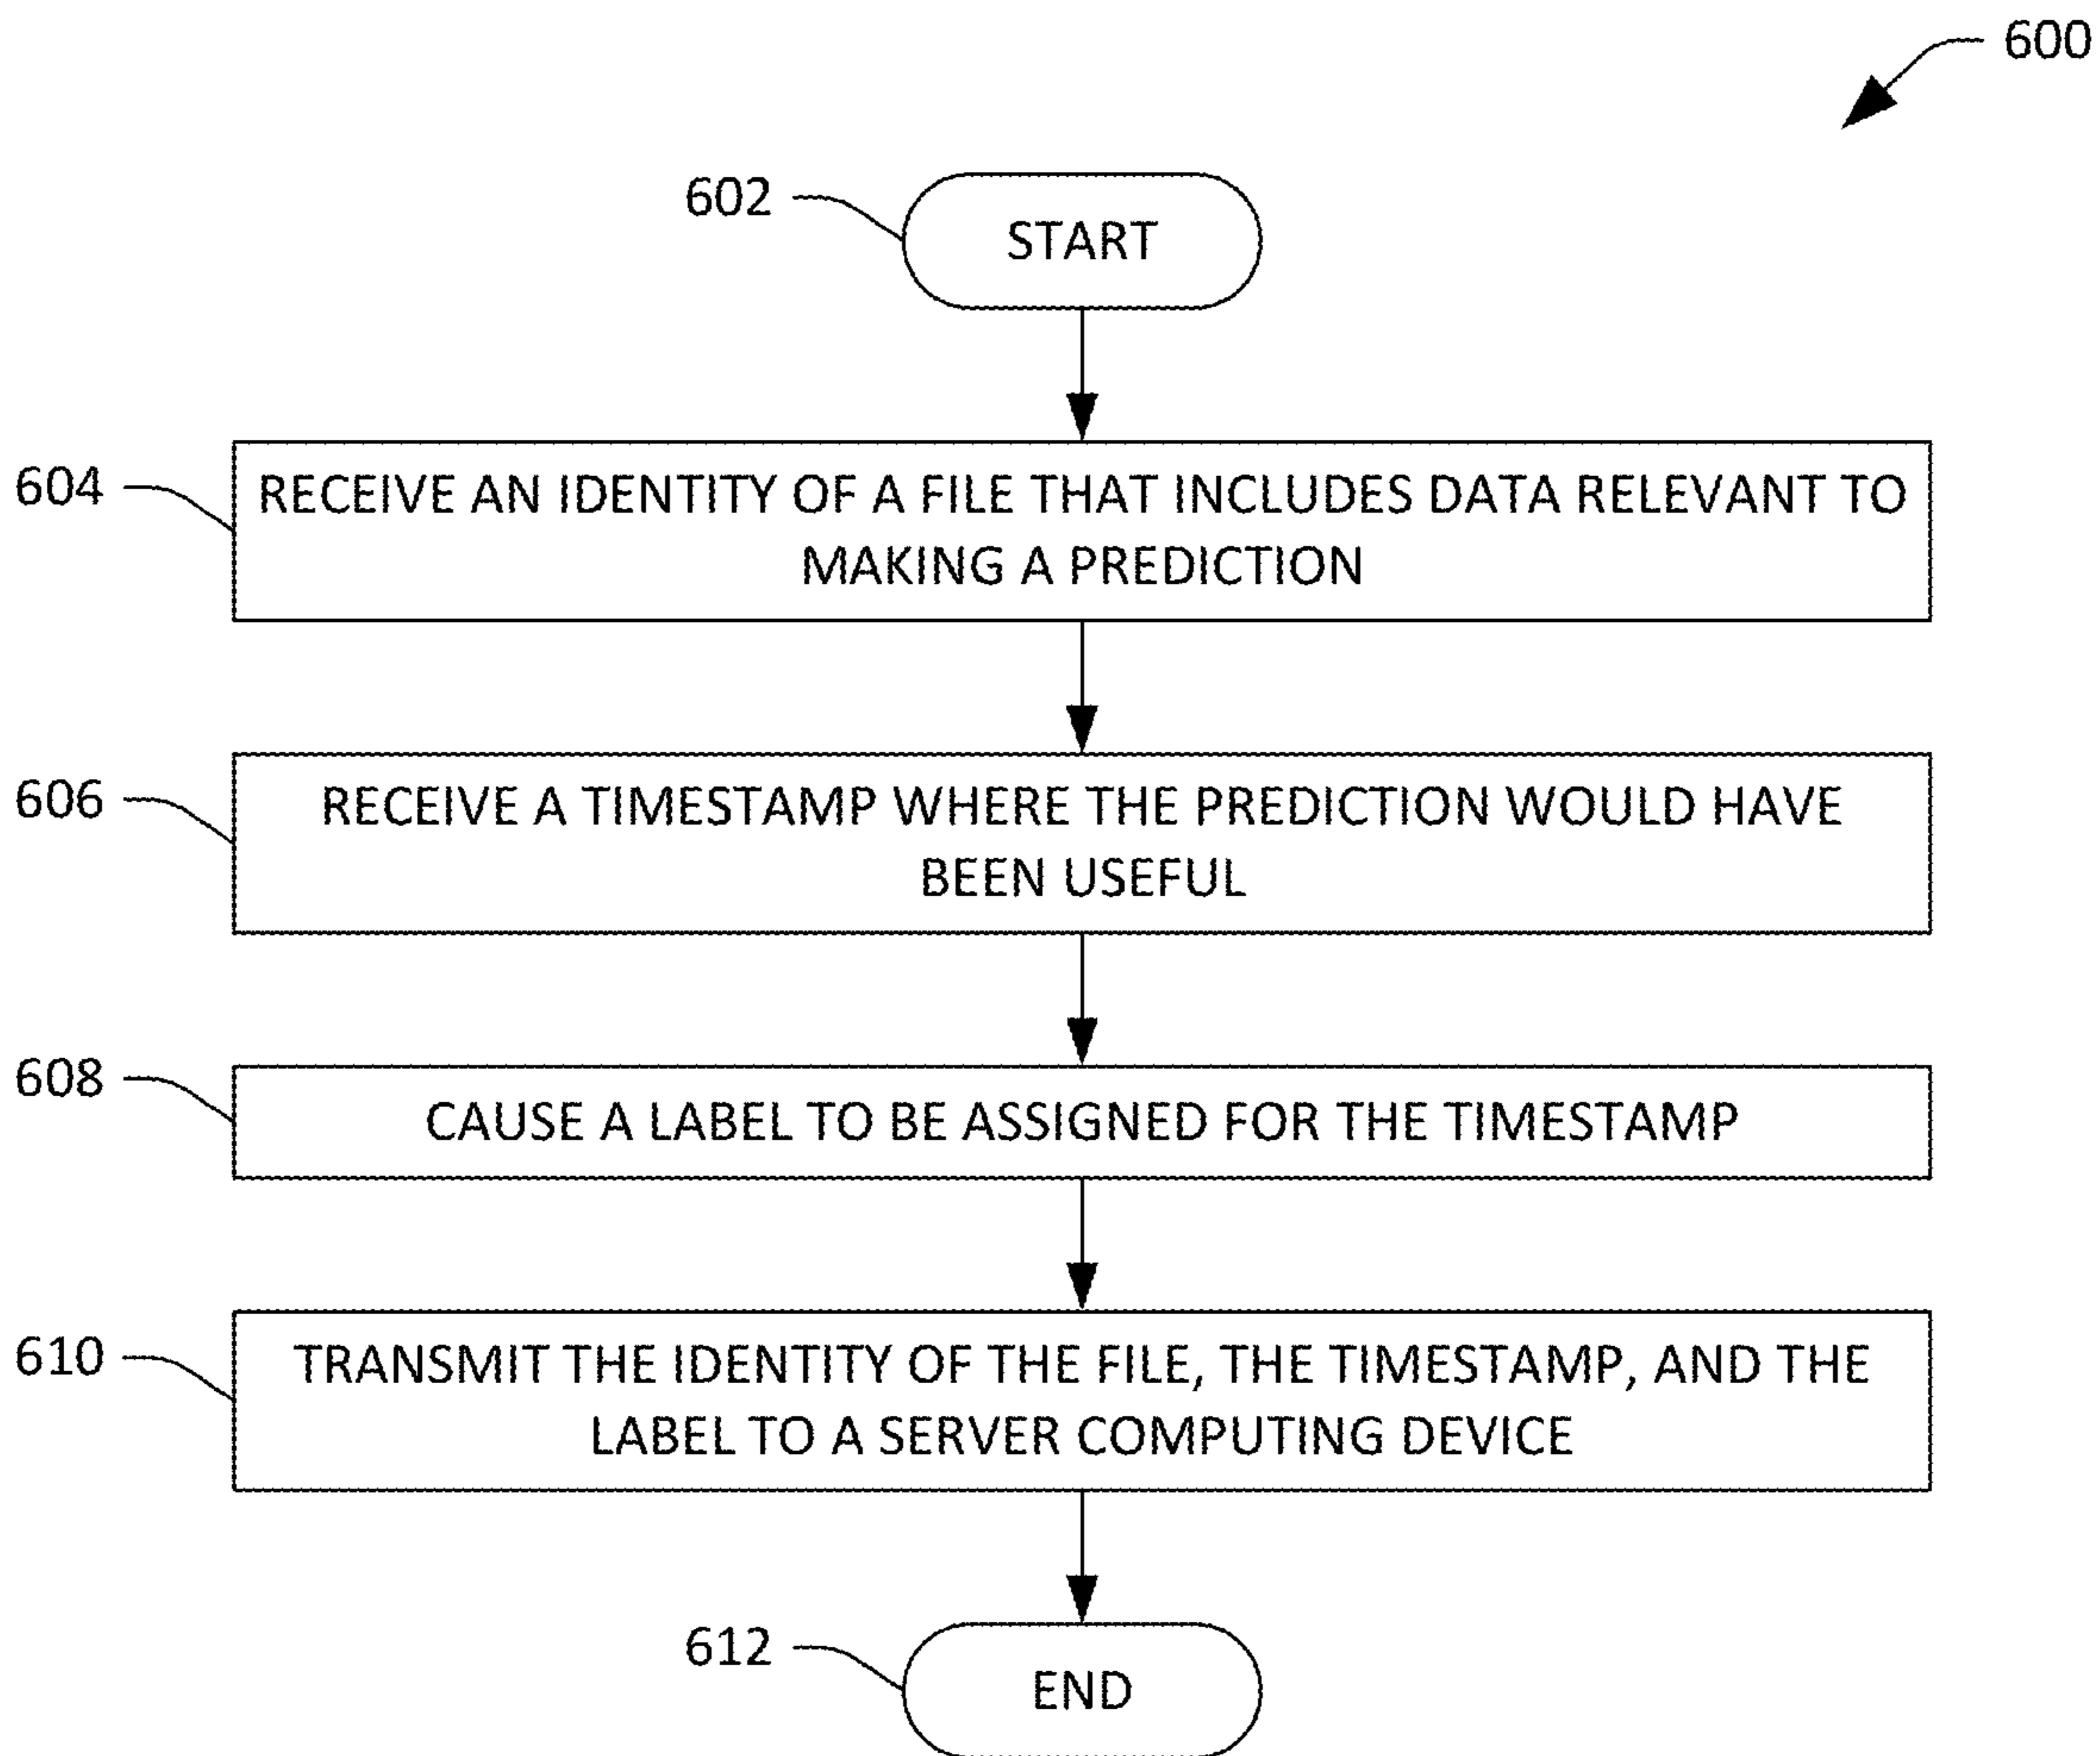 600
602
START
604
RECEIVE AN IDENTITY OF A FILE THAT INCLUDES DATA RELEVANT TO
MAKING A PREDICTION
606
RECEIVE A TIMESTAMP WHERE THE PREDICTION WOULD HAVE
BEEN USEFUL
608
CAUSE A LABEL TO BE ASSIGNED FOR THE TIMESTAMP
610
TRANSMIT THE IDENTITY OF THE FILE, THE TIMESTAMP, AND THE
LABEL TO A SERVER COMPUTING DEVICE
612
END